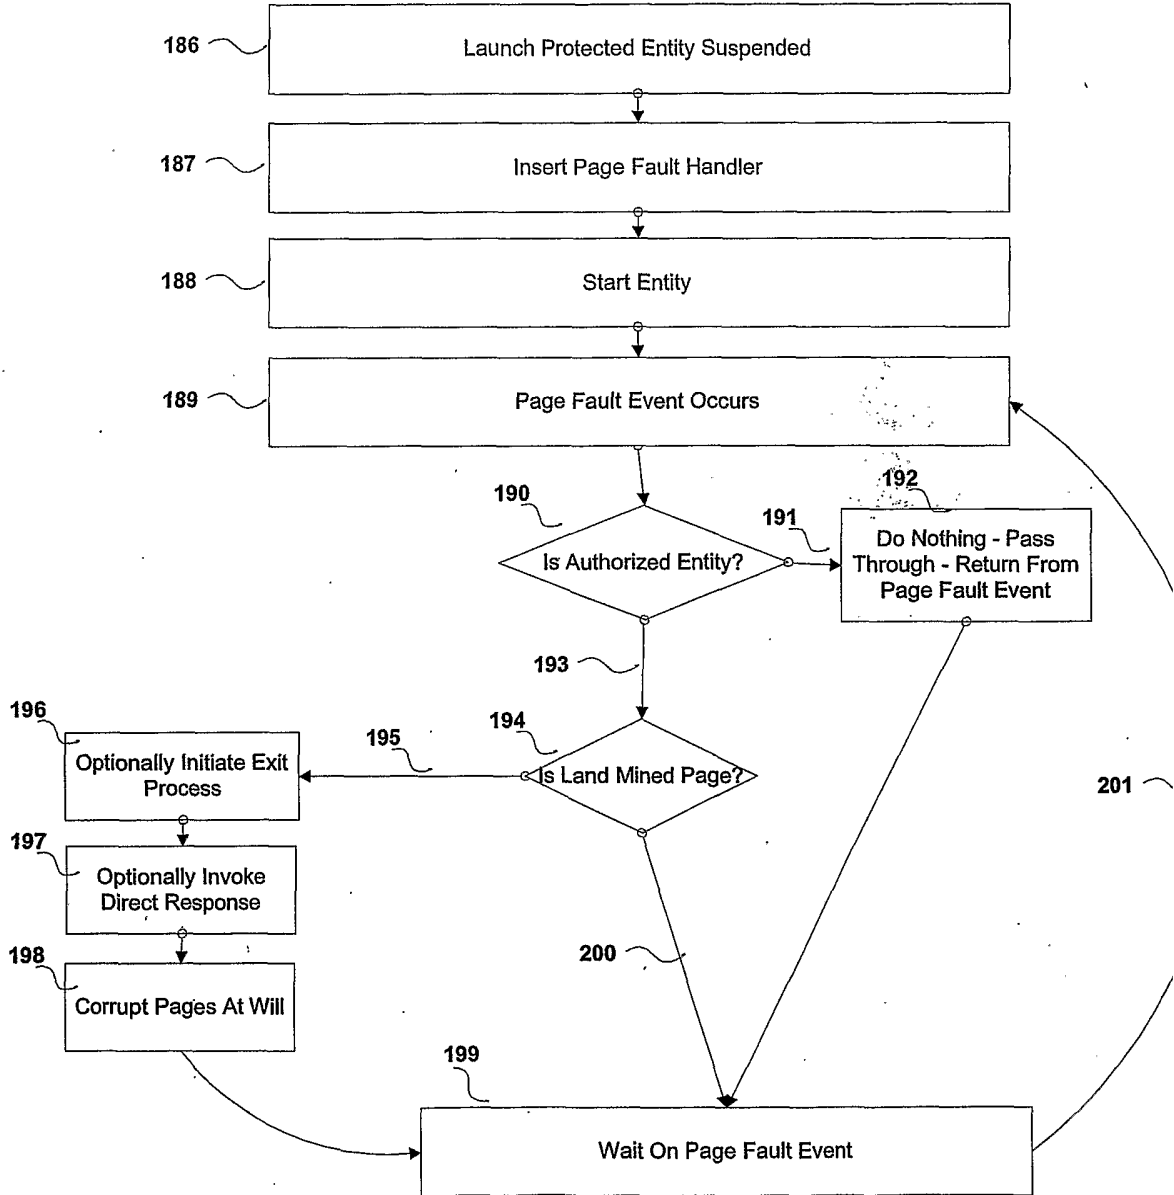 186
Launch Protected Entity Suspended
187
Insert Page Fault Handler
188
Start Entity
189
Page Fault Event Occurs
190
Is Authorized Entity?
191
192
Do Nothing - Pass
Through - Return From
Page Fault Event
193
194
Is Land Mined Page?
195
196
Optionally Initiate Exit
Process
197
Optionally Invoke
Direct Response
198
Corrupt Pages At Will
200
201
199
Wait On Page Fault Event